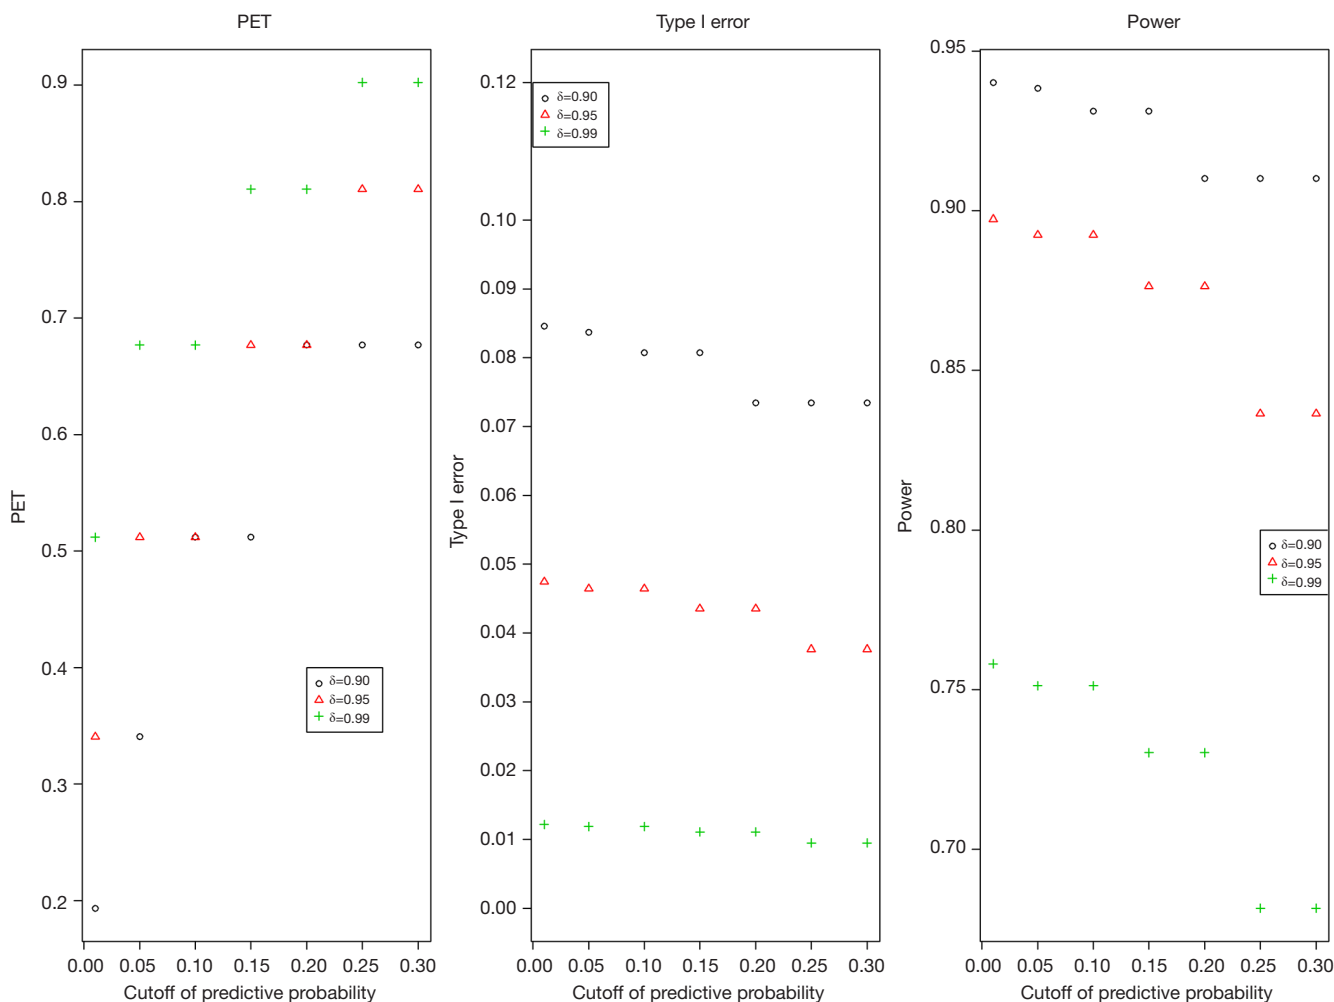 PET
0.9
0.8
0.7
0.6
0.5
0.4
0.3
0.2
PET
δ=0.90
δ=0.95
δ=0.99
0.00 0.05 0.10 0.15 0.20 0.25 0.30
Cutoff of predictive probability
Type I error
0.12
0.10
0.09
0.08
0.07
0.06
0.05
0.04
0.03
0.02
0.01
0.00
Type I error
δ=0.90
δ=0.95
δ=0.99
0.00 0.05 0.10 0.15 0.20 0.25 0.30
Cutoff of predictive probability
Power
0.95
0.90
0.85
0.80
0.75
0.70
Power
δ=0.90
δ=0.95
δ=0.99
0.00 0.05 0.10 0.15 0.20 0.25 0.30
Cutoff of predictive probability